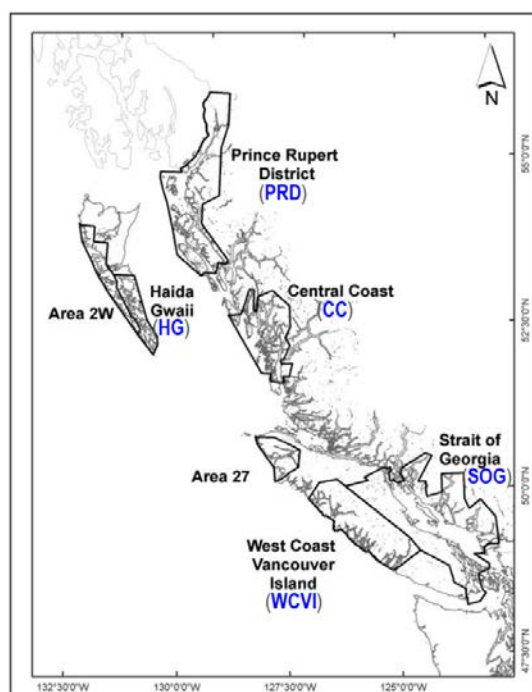 N
55°0'0"N
Prince Rupert
District
(PRD)
Haida
Gwaii
(HG)
Area 2W
Central Coast
(CC)
52°30'0"N
Strait of
Georgia
(SOG)
Area 27
50°0'0"N
West Coast
Vancouver
Island
(WCVI)
47°30'0"N
132°30'0"W
130°0'0"W
127°30'0"W
125°0'0"W